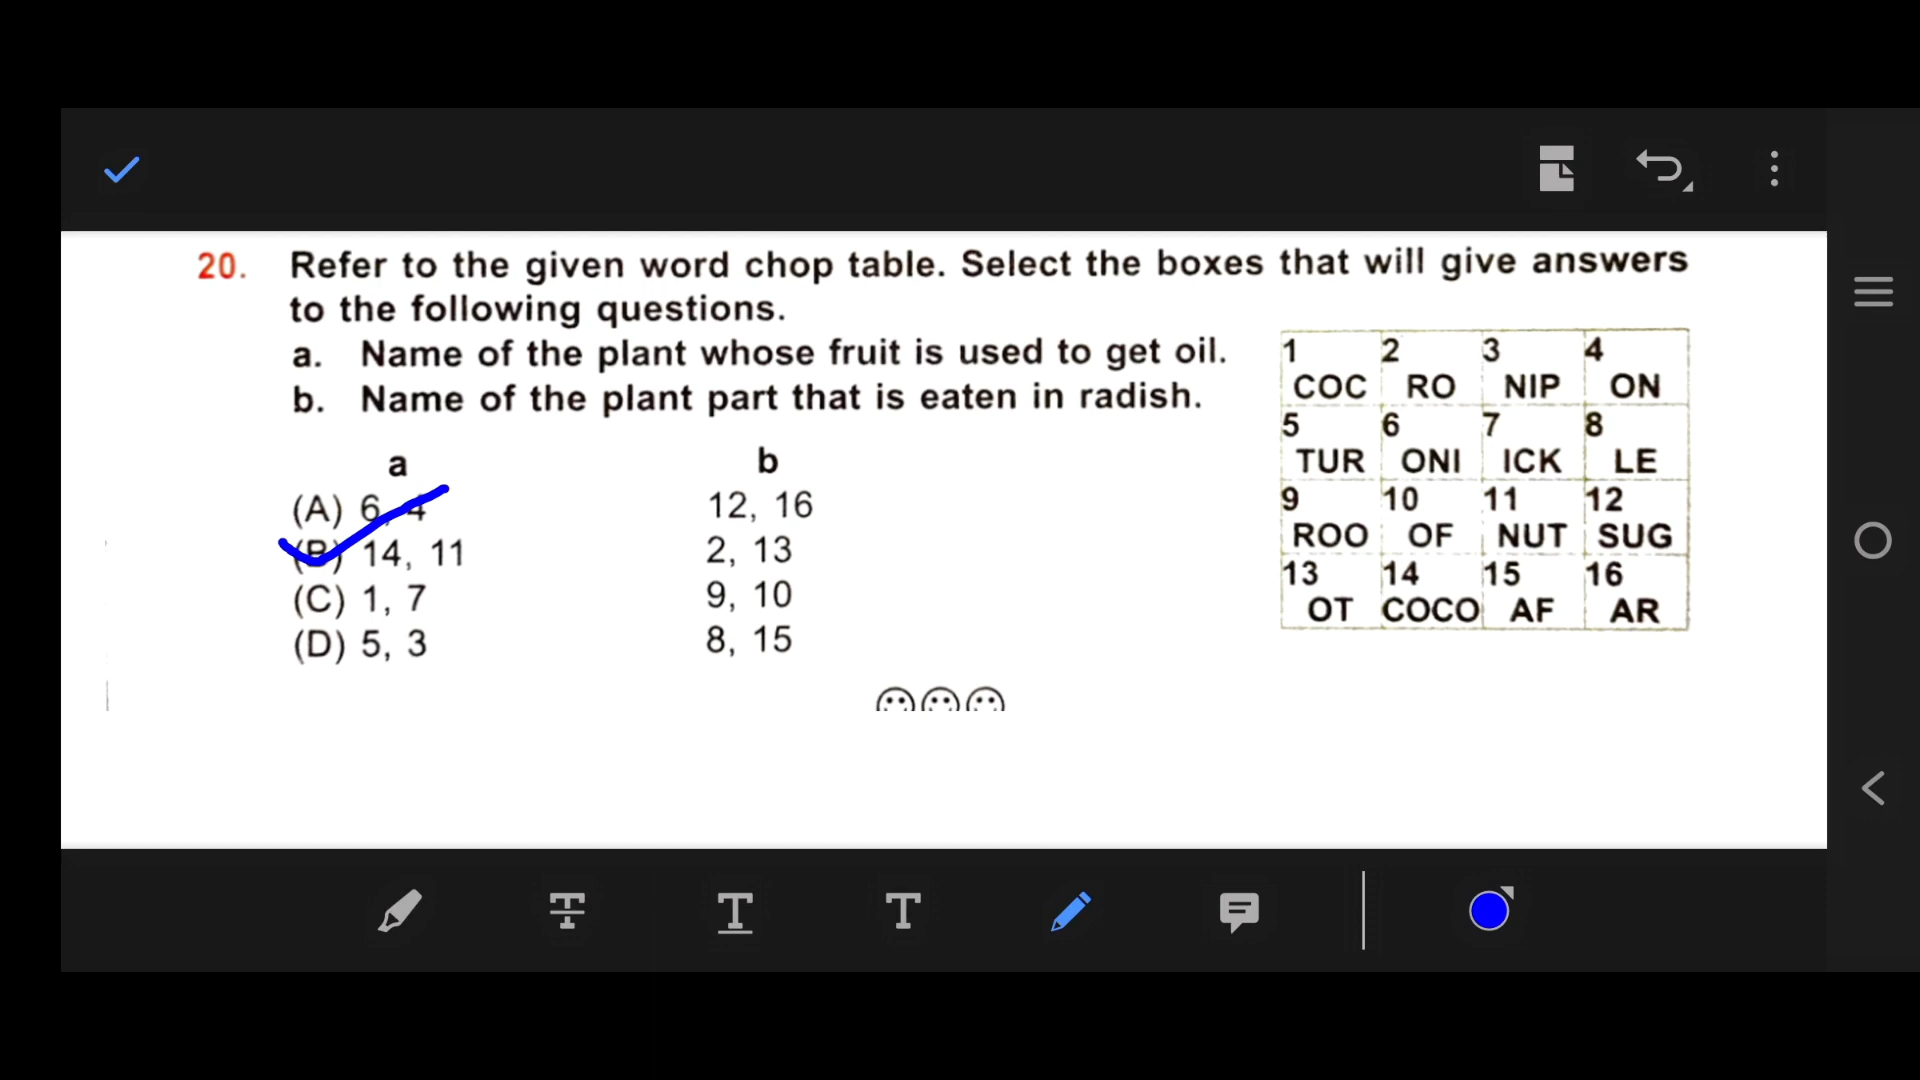 20. Refer to the given word chop table. Select the boxes that will give answers
to the following questions.
a. Name of the plant whose fruit is used to get oil.
b. Name of the plant part that is eaten in radish.
a b
(A) 6, 4 12, 16
(B) 14, 11 2, 13
(C) 1, 7 9, 10
(D) 5, 3 8, 15
1 2 3 4
COC RO NIP ON
5 6 7 8
TUR ONI ICK LE
9 10 11 12
ROO OF NUT SUG
13 14 15 16
OT COCO AF AR
T T T